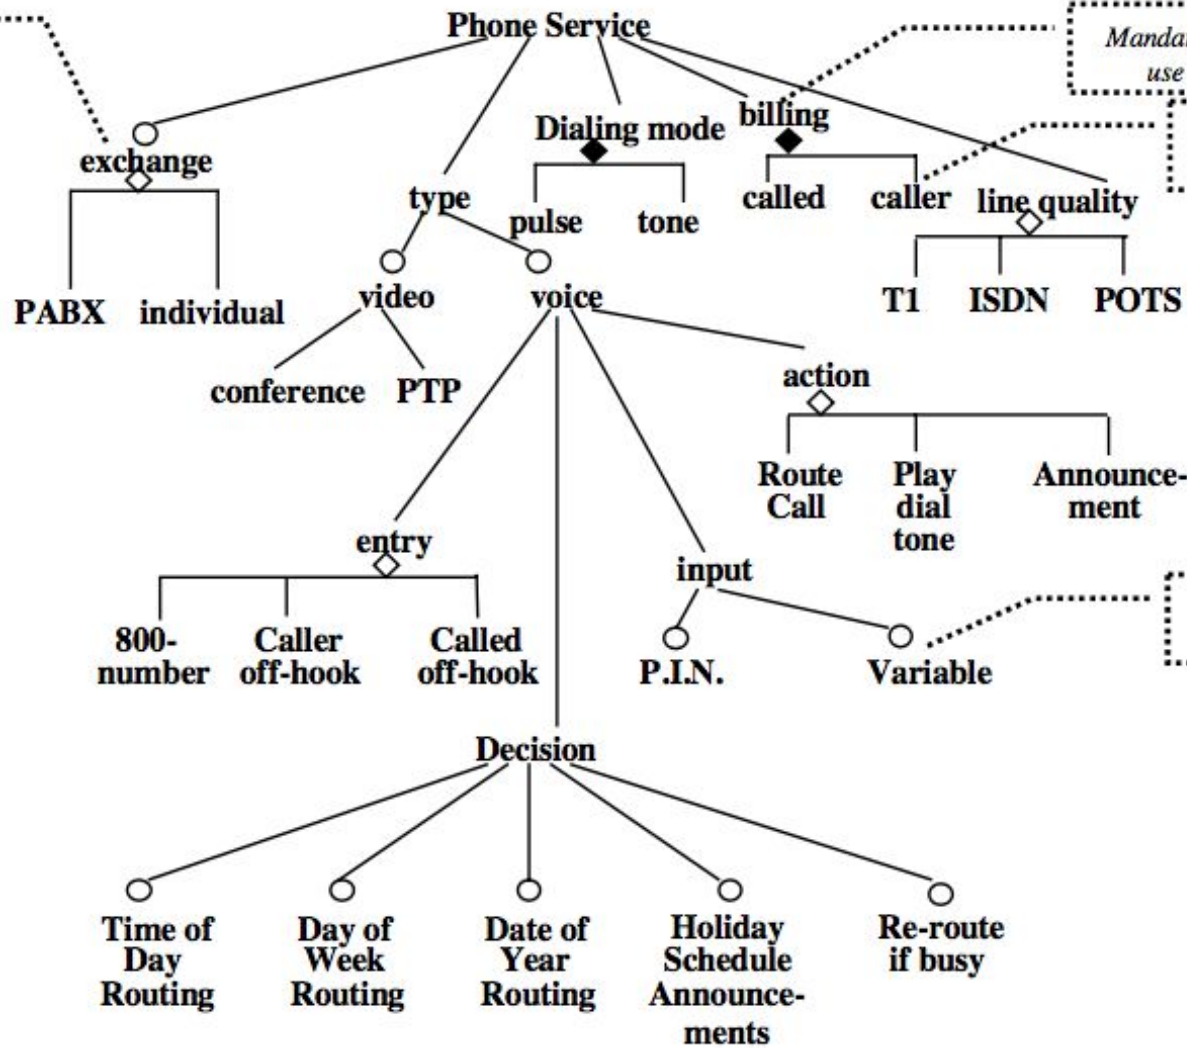 Phone Service
Mandat
use
exchange
type
Dialing mode
billing
pulse
tone
called
caller
line quality
PABX
individual
video
voice
T1
ISDN
POTS
conference
PTP
action
Route
Call
Play
dial
tone
Announce-
ment
entry
input
800-
number
Caller
off-hook
Called
off-hook
P.I.N.
Variable
Decision
Time of
Day
Routing
Day of
Week
Routing
Date of
Year
Routing
Holiday
Schedule
Announce-
ments
Re-route
if busy